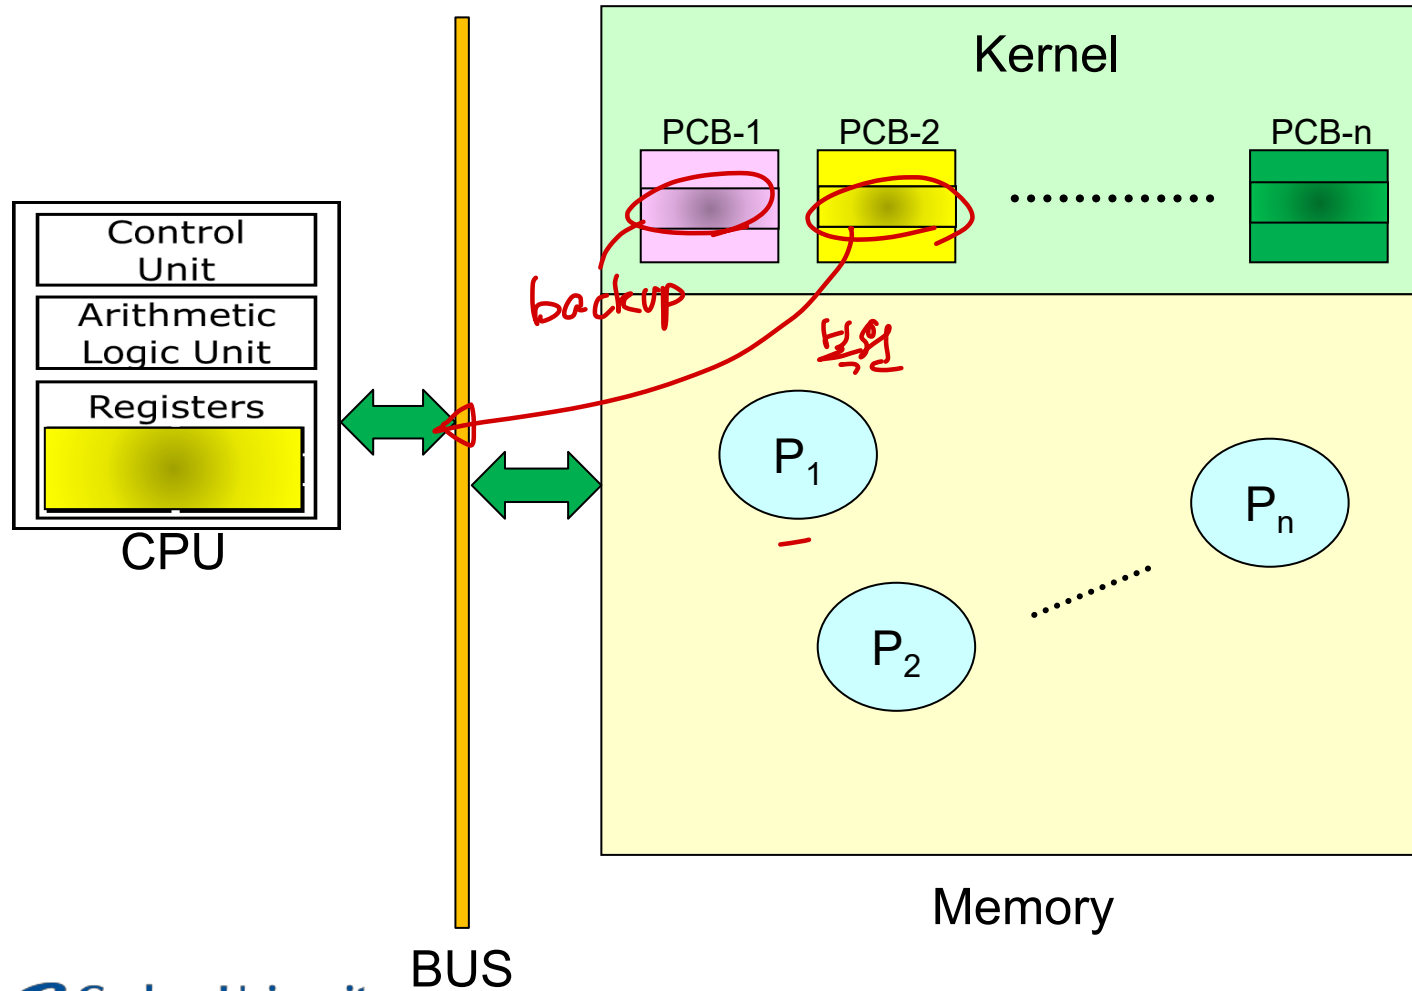 Kernel
PCB-1
PCB-2
PCB-n
Control
Unit
Arithmetic
Logic Unit
Registers
CPU
backup
복원
P1
P2
Pn
Memory
BUS